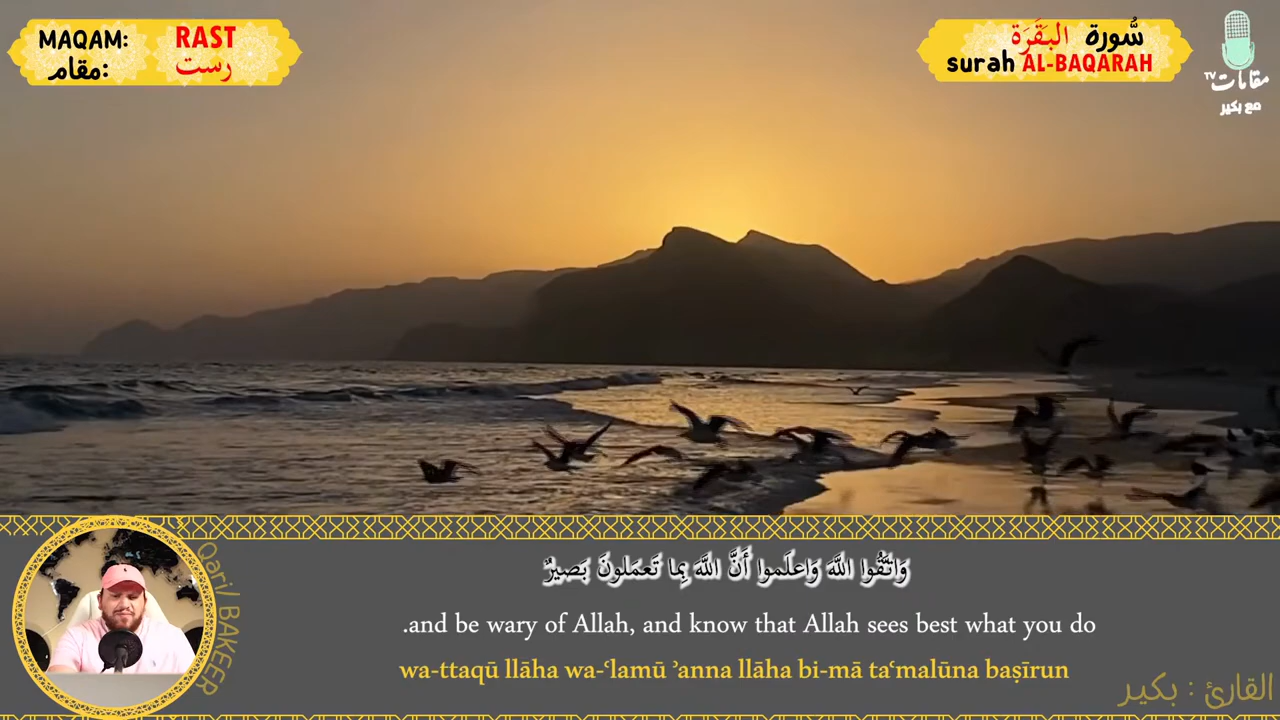 MAQAM: RAST
مقام: رست
سُّورة البَقَرَة
surah AL-BAQARAH
مقامات TV
مع بكير
وَاتَّقُوا اللَّهَ وَاعلَموا أَنَّ اللَّهَ بِما تَعمَلونَ بَصيرٌ
.and be wary of Allah, and know that Allah sees best what you do
wa-ttaqū llāha wa-ʿlamū ʾanna llāha bi-mā taʿmalūna baṣīrun
Qari/ BAKEER
القارئ : بكير